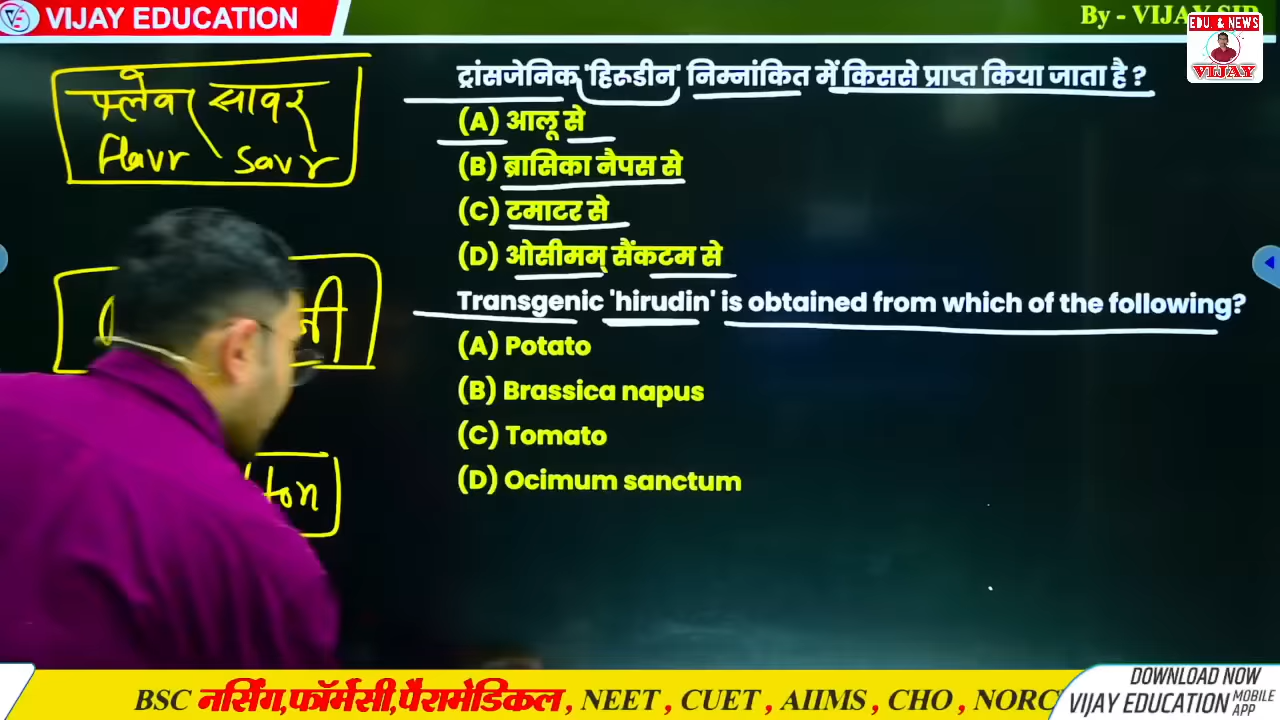 VIJAY EDUCATION
By - VIJAY SIR
EDU. & NEWS
VIJAY
फ्लेवर सावर
Flavr Savr
ट्रांसजेनिक 'हिरूडीन' निम्नांकित में किससे प्राप्त किया जाता है ?
(A) आलू से
(B) ब्रासिका नैपस से
(C) टमाटर से
(D) ओसीमम् सैंकटम से
Transgenic 'hirudin' is obtained from which of the following?
(A) Potato
(B) Brassica napus
(C) Tomato
(D) Ocimum sanctum
BSC नर्सिंग,फॉर्मेसी,पैरामेडिकल , NEET , CUET , AIIMS , CHO , NORC
DOWNLOAD NOW
VIJAY EDUCATION MOBILE APP